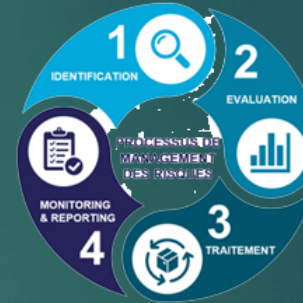 1
IDENTIFICATION
2
EVALUATION
PROCESSUS DE
MANAGEMENT
DES RISQUES
3
TRAITEMENT
MONITORING
& REPORTING
4